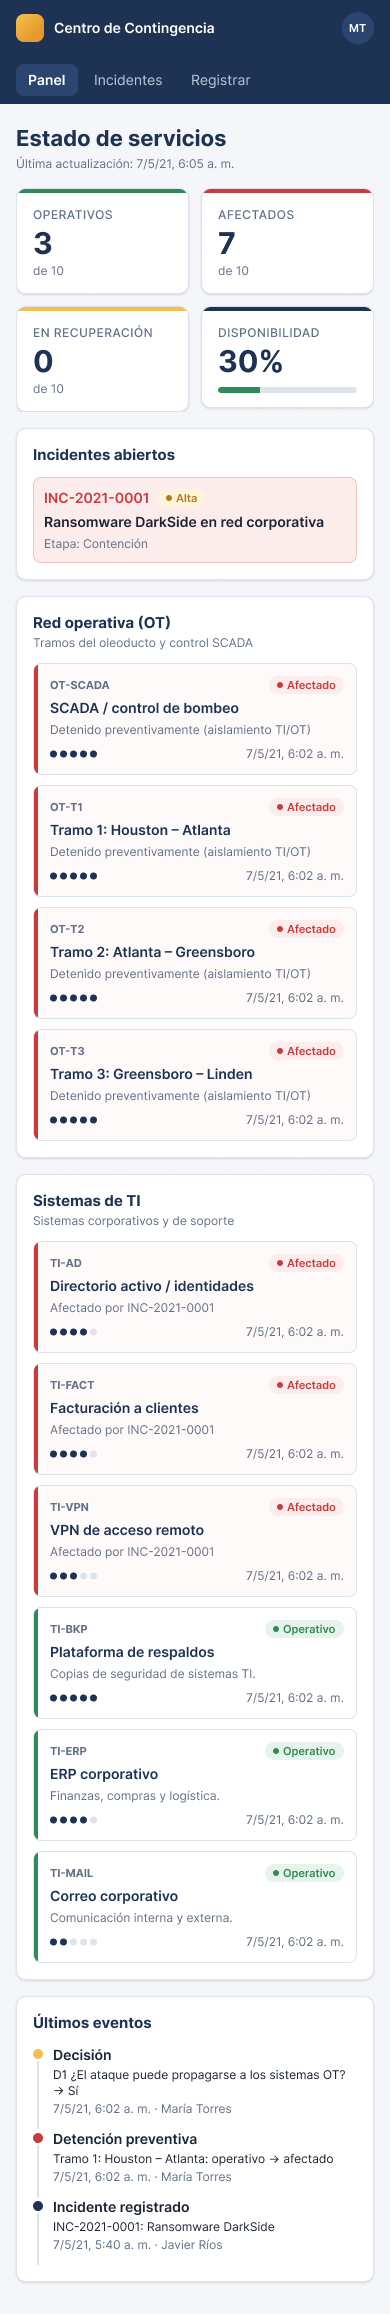 Centro de Contingencia
MT
Panel
Incidentes
Registrar
Estado de servicios
Última actualización: 7/5/21, 6:05 a. m.
OPERATIVOS
3
de 10
AFECTADOS
7
de 10
EN RECUPERACIÓN
0
de 10
DISPONIBILIDAD
30%
Incidentes abiertos
INC-2021-0001 Alta
Ransomware DarkSide en red corporativa
Etapa: Contención
Red operativa (OT)
Tramos del oleoducto y control SCADA
OT-SCADA Afectado
SCADA / control de bombeo
Detenido preventivamente (aislamiento TI/OT)
7/5/21, 6:02 a. m.
OT-T1 Afectado
Tramo 1: Houston – Atlanta
Detenido preventivamente (aislamiento TI/OT)
7/5/21, 6:02 a. m.
OT-T2 Afectado
Tramo 2: Atlanta – Greensboro
Detenido preventivamente (aislamiento TI/OT)
7/5/21, 6:02 a. m.
OT-T3 Afectado
Tramo 3: Greensboro – Linden
Detenido preventivamente (aislamiento TI/OT)
7/5/21, 6:02 a. m.
Sistemas de TI
Sistemas corporativos y de soporte
TI-AD Afectado
Directorio activo / identidades
Afectado por INC-2021-0001
7/5/21, 6:02 a. m.
TI-FACT Afectado
Facturación a clientes
Afectado por INC-2021-0001
7/5/21, 6:02 a. m.
TI-VPN Afectado
VPN de acceso remoto
Afectado por INC-2021-0001
7/5/21, 6:02 a. m.
TI-BKP Operativo
Plataforma de respaldos
Copias de seguridad de sistemas TI.
7/5/21, 6:02 a. m.
TI-ERP Operativo
ERP corporativo
Finanzas, compras y logística.
7/5/21, 6:02 a. m.
TI-MAIL Operativo
Correo corporativo
Comunicación interna y externa.
7/5/21, 6:02 a. m.
Últimos eventos
Decisión
D1 ¿El ataque puede propagarse a los sistemas OT?
→ Sí
7/5/21, 6:02 a. m. · María Torres
Detención preventiva
Tramo 1: Houston – Atlanta: operativo → afectado
7/5/21, 6:02 a. m. · María Torres
Incidente registrado
INC-2021-0001: Ransomware DarkSide
7/5/21, 5:40 a. m. · Javier Ríos